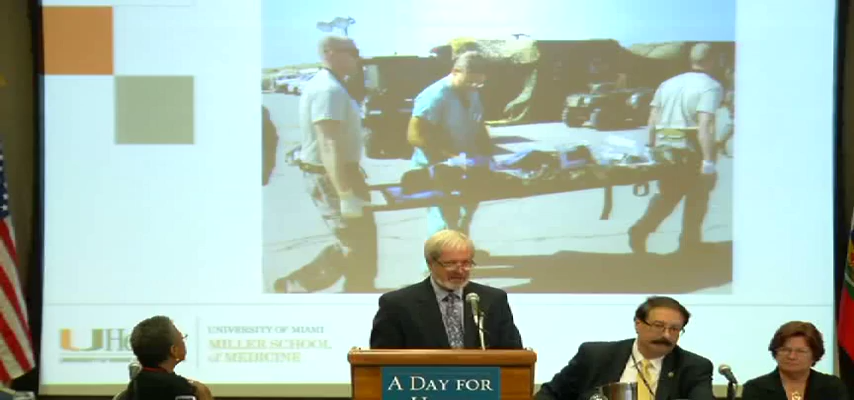 UNIVERSITY OF MIAMI
MILLER SCHOOL
of MEDICINE
A DAY FOR